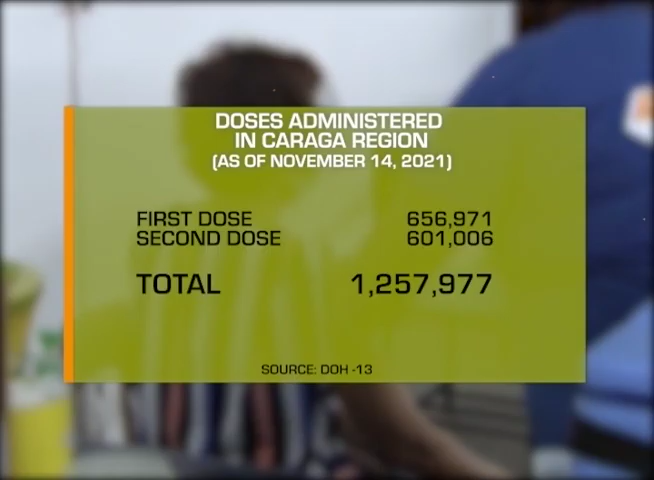 DOSES ADMINISTERED
IN CARAGA REGION
(AS OF NOVEMBER 14, 2021)
FIRST DOSE 656,971
SECOND DOSE 601,006
TOTAL 1,257,977
SOURCE: DOH -13